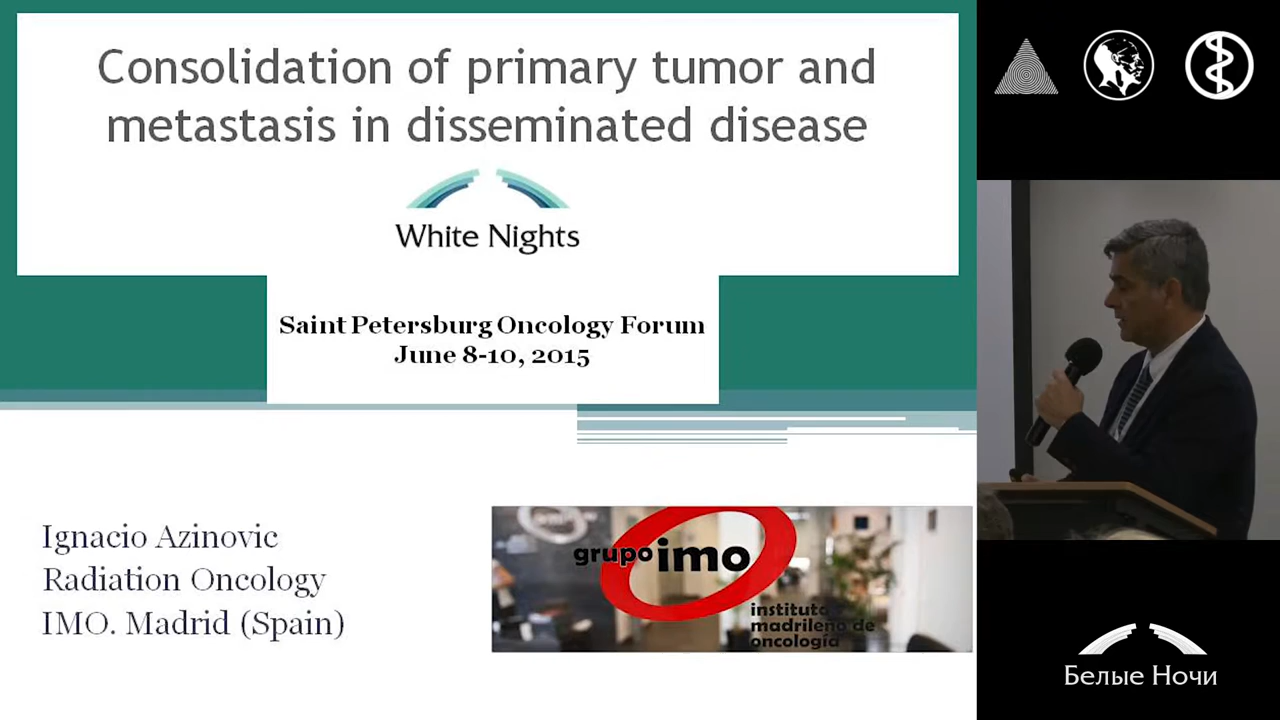 Consolidation of primary tumor and
metastasis in disseminated disease
White Nights
Saint Petersburg Oncology Forum
June 8-10, 2015
Ignacio Azinovic
Radiation Oncology
IMO. Madrid (Spain)
grupo imo
instituto
madrileño de
oncología
Белые Ночи